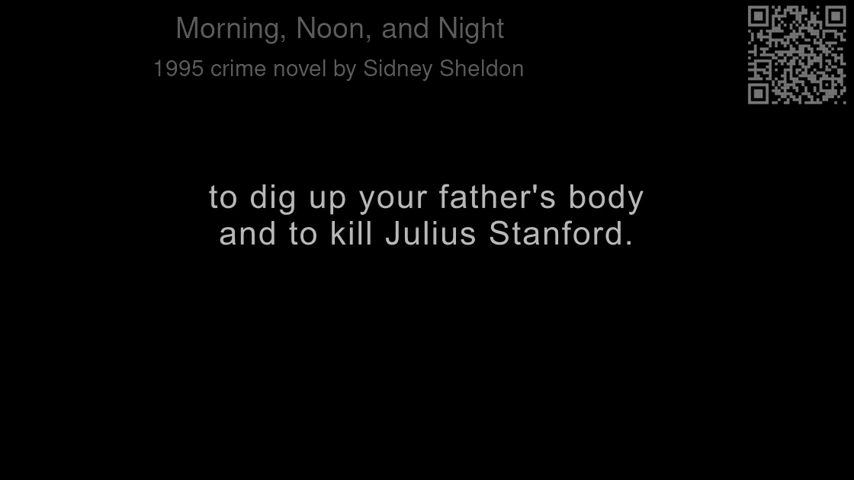 Morning, Noon, and Night
1995 crime novel by Sidney Sheldon
to dig up your father's body
and to kill Julius Stanford.